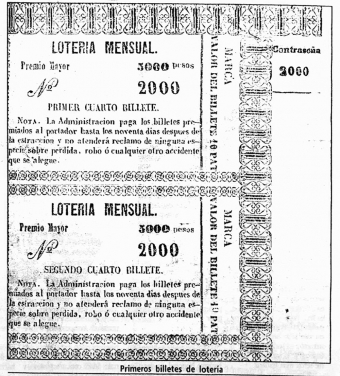 LOTERIA MENSUAL.
Premio Mayor 5000 pesos
Nº 2000
PRIMER CUARTO BILLETE.
NOTA. La Administracion paga los billetes pre-
miados al portador hasta los noventa dias despues de
la estraccion y no atenderá reclamo de ninguna es-
pecie sobre perdida, robo ó cualquier otro accidente
que se alegue.
VALOR DEL BILLETE 4º PAT
MARCA
Contraseña
2000
LOTERIA MENSUAL.
Premio Mayor 5000 pesos
Nº 2000
SEGUNDO CUARTO BILLETE.
NOTA. La Administracion paga los billetes pre-
miados al portador hasta los noventa dias despues de
la estraccion y no atenderá reclamo de ninguna es-
pecie sobre perdida, robo ó cualquier otro accidente
que se alegue.
VALOR DEL BILLETE 4º PAT
MARCA
Primeros billetes de lotería